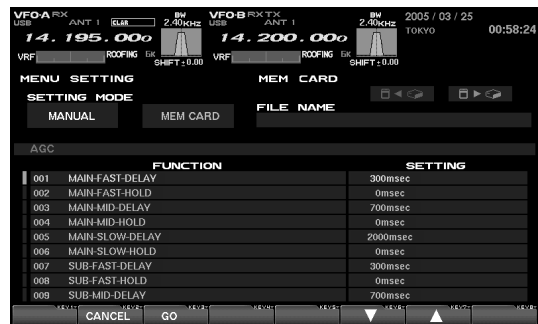 VFO-A RX VFO-B RX TX BW BW 2005 / 03 / 25
USB ANT 1 CLAR 2.40kHz USB ANT 1 2.40kHz TOKYO 00:58:24
14. 195. 00o 14. 200. 00o
VRF ROOFING 6K SHIFT±0.00 VRF ROOFING 6K SHIFT±0.00
MENU SETTING MEM CARD
SETTING MODE
MANUAL MEM CARD FILE NAME
AGC
FUNCTION SETTING
001 MAIN-FAST-DELAY 300msec
002 MAIN-FAST-HOLD 0msec
003 MAIN-MID-DELAY 700msec
004 MAIN-MID-HOLD 0msec
005 MAIN-SLOW-DELAY 2000msec
006 MAIN-SLOW-HOLD 0msec
007 SUB-FAST-DELAY 300msec
008 SUB-FAST-HOLD 0msec
009 SUB-MID-DELAY 700msec
CANCEL GO